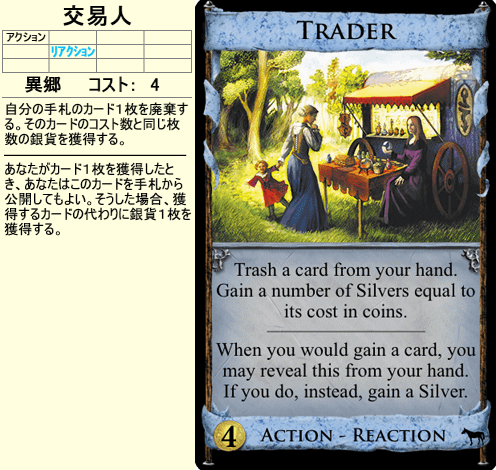 交易人
アクション
リアクション
異郷 コスト: 4
自分の手札のカード1枚を廃棄す
る。そのカードのコスト数と同じ枚
数の銀貨を獲得する。
あなたがカード1枚を獲得したと
き、あなたはこのカードを手札から
公開してもよい。そうした場合、獲
得するカードの代わりに銀貨1枚を
獲得する。
TRADER
Trash a card from your hand.
Gain a number of Silvers equal to
its cost in coins.
When you would gain a card, you
may reveal this from your hand.
If you do, instead, gain a Silver.
4 ACTION - REACTION